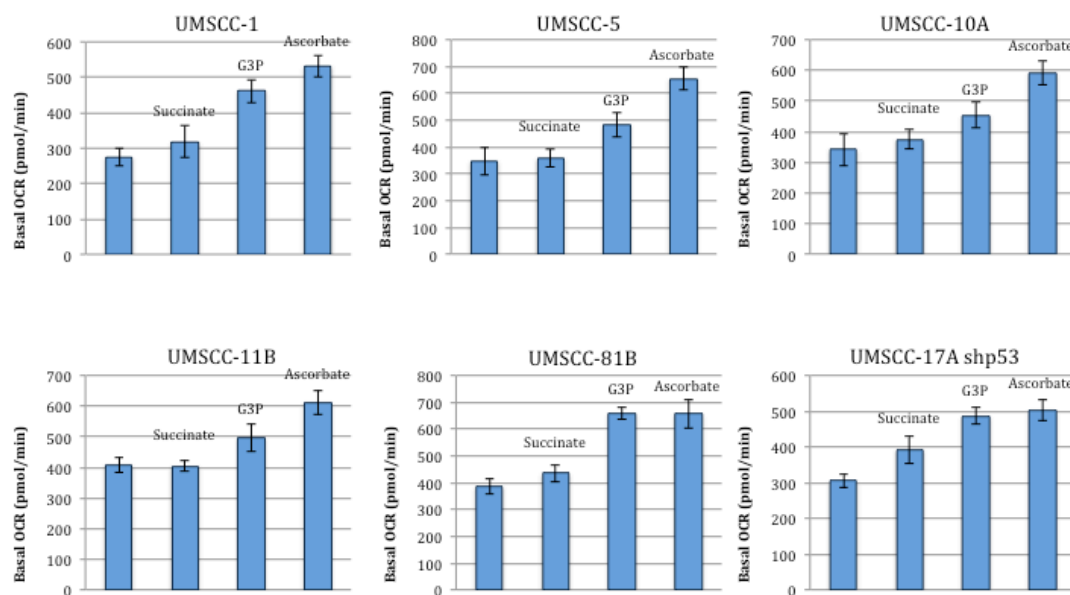 UMSCC-1
Ascorbate
G3P
Succinate
Basal OCR (pmol/min)
600
500
400
300
200
100
0
UMSCC-5
Ascorbate
G3P
Succinate
Basal OCR (pmol/min)
800
700
600
500
400
300
200
100
0
UMSCC-10A
Ascorbate
G3P
Succinate
Basal OCR (pmol/min)
700
600
500
400
300
200
100
0
UMSCC-11B
Ascorbate
G3P
Succinate
Basal OCR (pmol/min)
700
600
500
400
300
200
100
0
UMSCC-81B
G3P
Ascorbate
Succinate
Basal OCR (pmol/min)
800
700
600
500
400
300
200
100
0
UMSCC-17A shp53
Ascorbate
G3P
Succinate
Basal OCR (pmol/min)
600
500
400
300
200
100
0